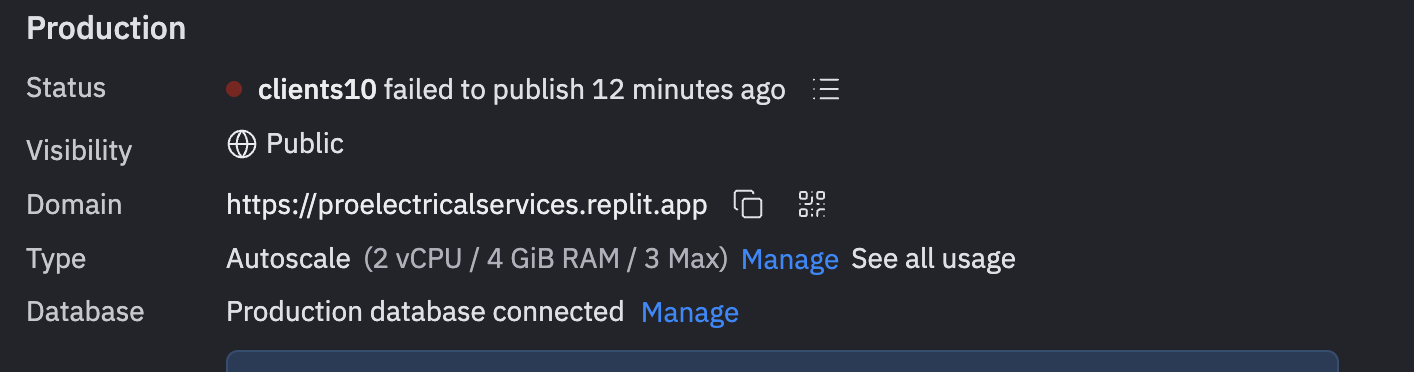 Production
Status clients10 failed to publish 12 minutes ago
Visibility Public
Domain https://proelectricalservices.replit.app
Type Autoscale (2 vCPU / 4 GiB RAM / 3 Max) Manage See all usage
Database Production database connected Manage